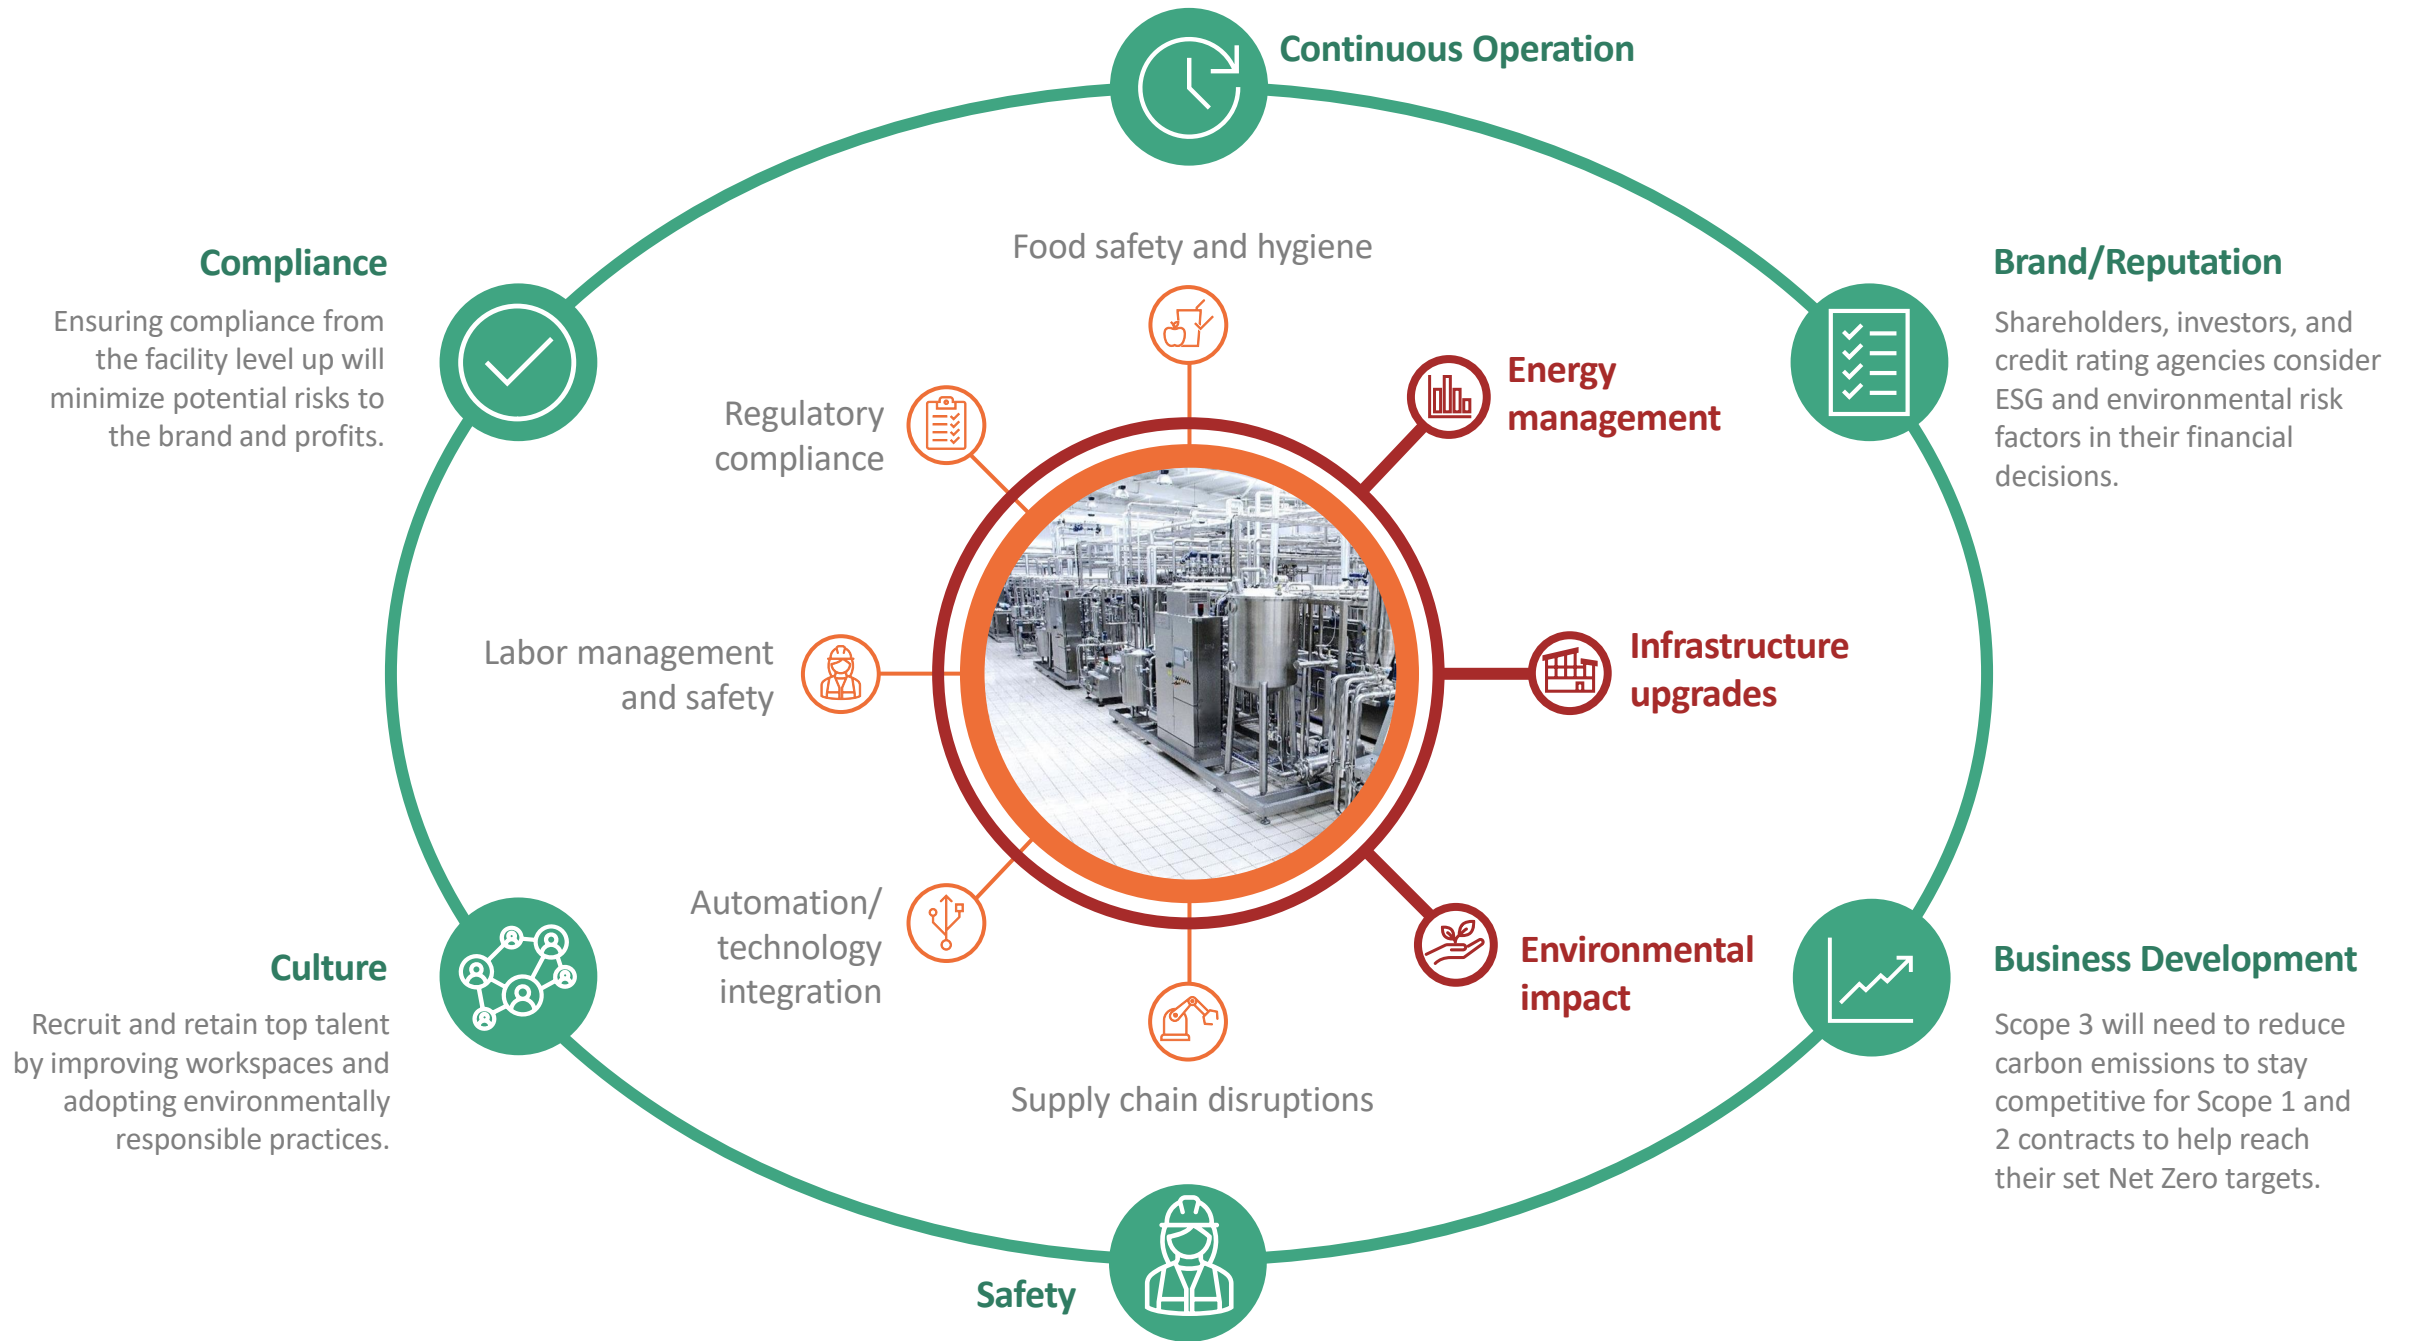 Continuous Operation
Compliance
Ensuring compliance from
the facility level up will
minimize potential risks to
the brand and profits.
Food safety and hygiene
Brand/Reputation
Shareholders, investors, and
credit rating agencies consider
ESG and environmental risk
factors in their financial
decisions.
Regulatory
compliance
Energy
management
Labor management
and safety
Infrastructure
upgrades
Automation/
technology
integration
Environmental
impact
Supply chain disruptions
Culture
Recruit and retain top talent
by improving workspaces and
adopting environmentally
responsible practices.
Business Development
Scope 3 will need to reduce
carbon emissions to stay
competitive for Scope 1 and
2 contracts to help reach
their set Net Zero targets.
Safety